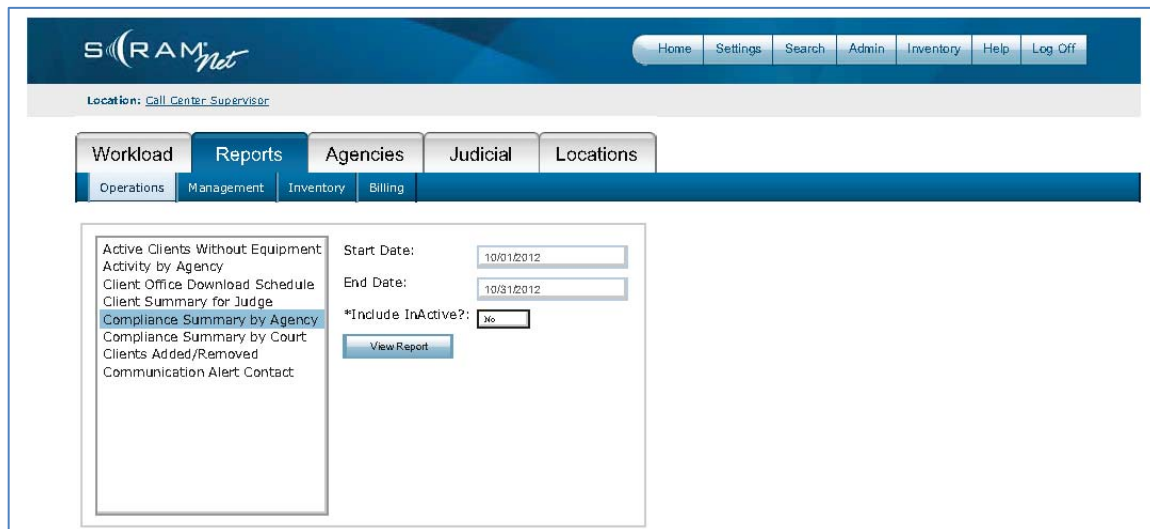 SCRAMNet
Home Settings Search Admin Inventory Help Log Off
Location: Call Center Supervisor
Workload Reports Agencies Judicial Locations
Operations Management Inventory Billing
Active Clients Without Equipment
Activity by Agency
Client Office Download Schedule
Client Summary for Judge
Compliance Summary by Agency
Compliance Summary by Court
Clients Added/Removed
Communication Alert Contact
Start Date: 10/01/2012
End Date: 10/31/2012
*Include InActive?: No
View Report